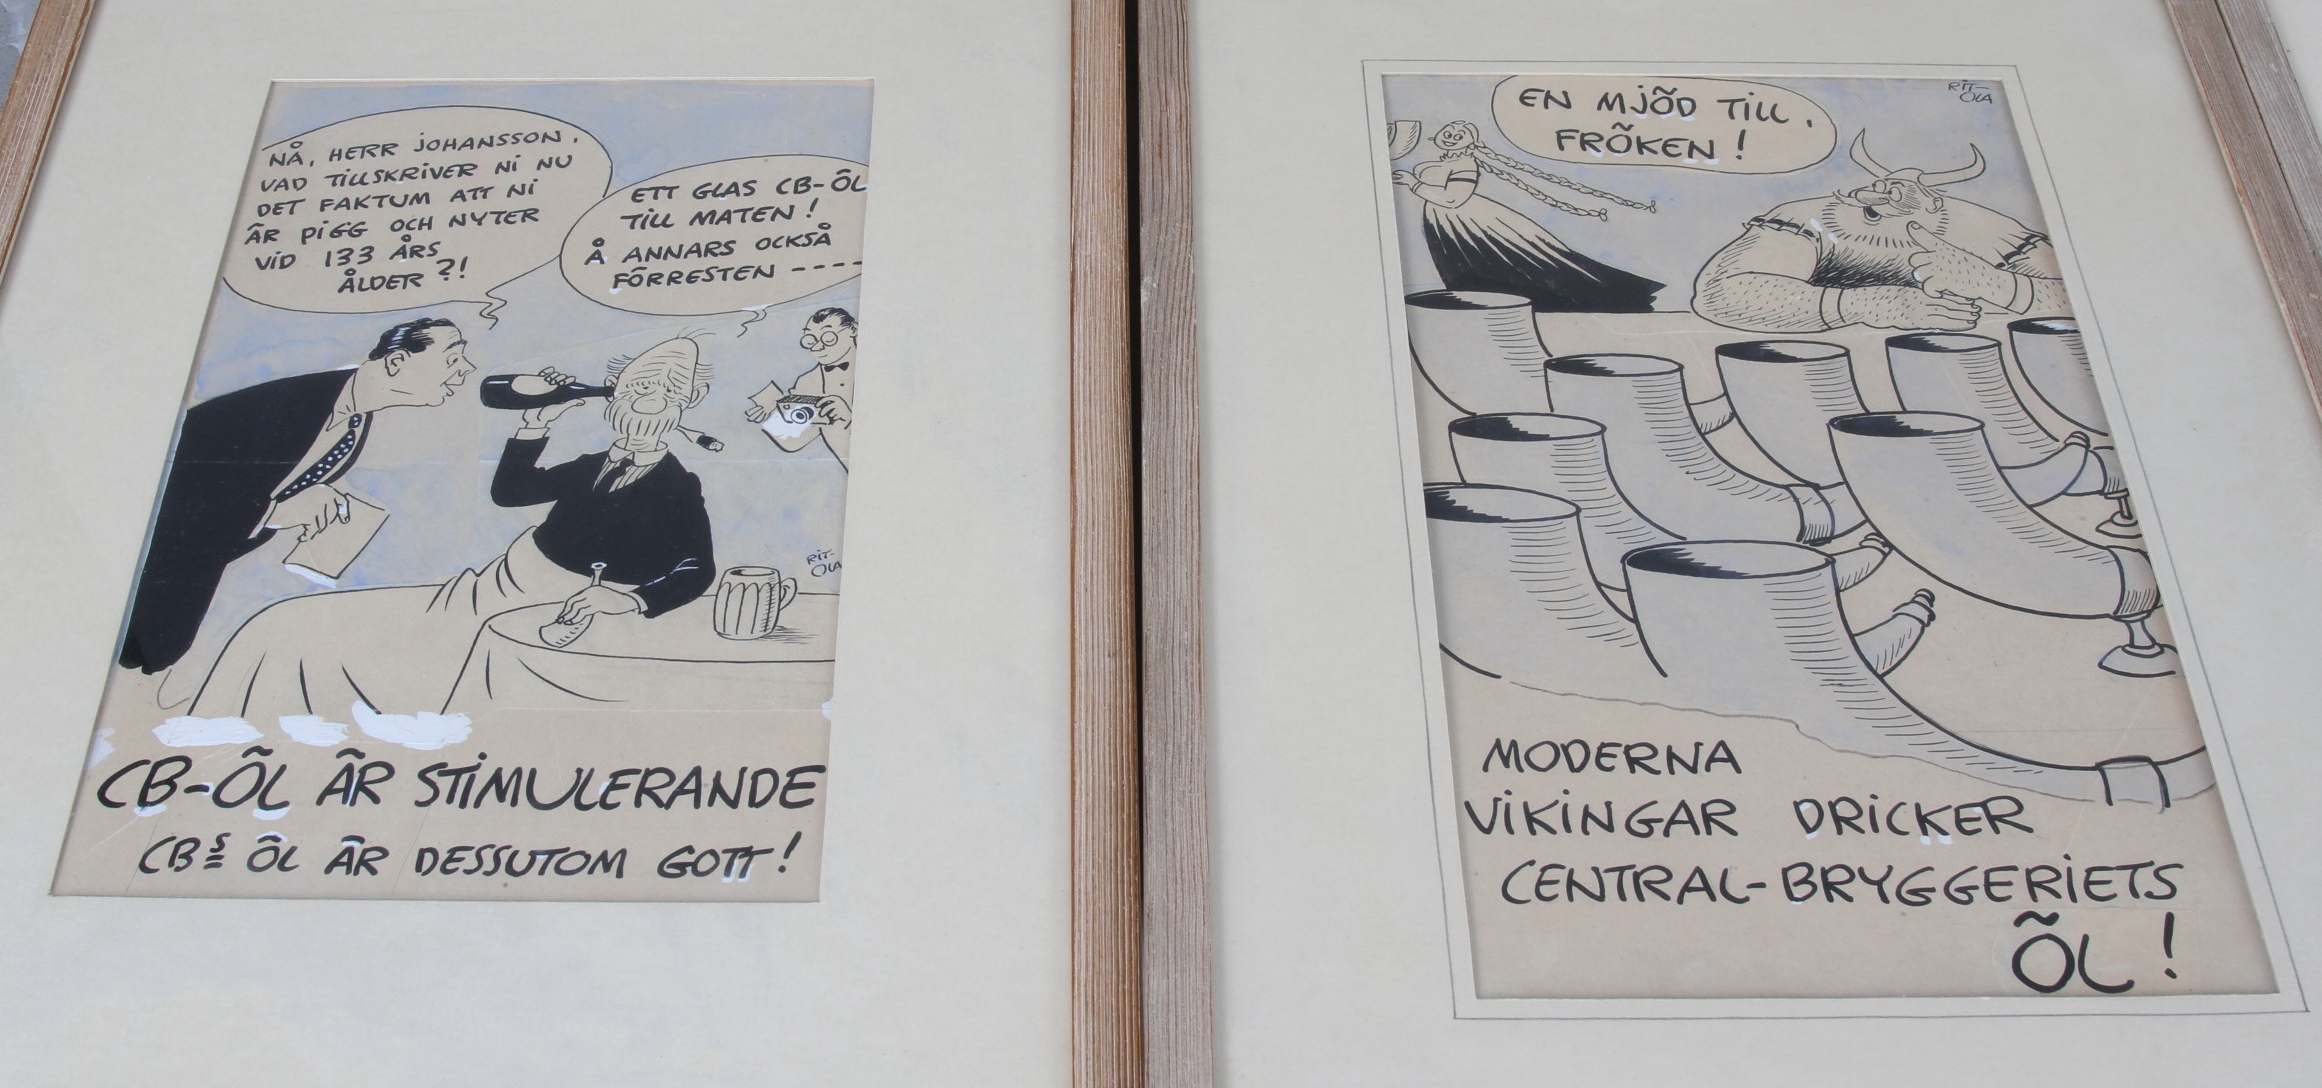 NÅ, HERR JOHANSSON,
VAD TILLSKRIVER NI NU
DET FAKTUM ATT NI
ÄR PIGG OCH NYTER
VID 133 ÅRS
ÅLDER?!
ETT GLAS CB-ÖL
TILL MATEN!
Å ANNARS OCKSÅ
FÖRRESTEN ----
RIT-
OLA
CB-ÖL ÄR STIMULERANDE
CBS ÖL ÄR DESSUTOM GOTT!
EN MJÖD TILL,
FRÖKEN!
RIT-
OLA
MODERNA
VIKINGAR DRICKER
CENTRAL-BRYGGERIETS
ÖL!